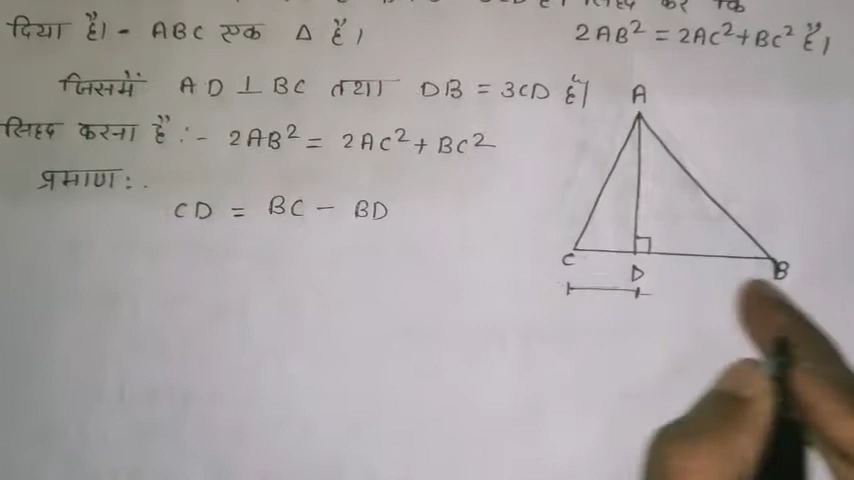 सिद्ध कर कि
दिया है। - ABC एक Δ है।
2AB² = 2AC² + BC² है।
जिसमें AD ⊥ BC तथा DB = 3CD है।
सिद्ध करना है :- 2AB² = 2AC² + BC²
प्रमाण :.
CD = BC - BD
A
C
D
B